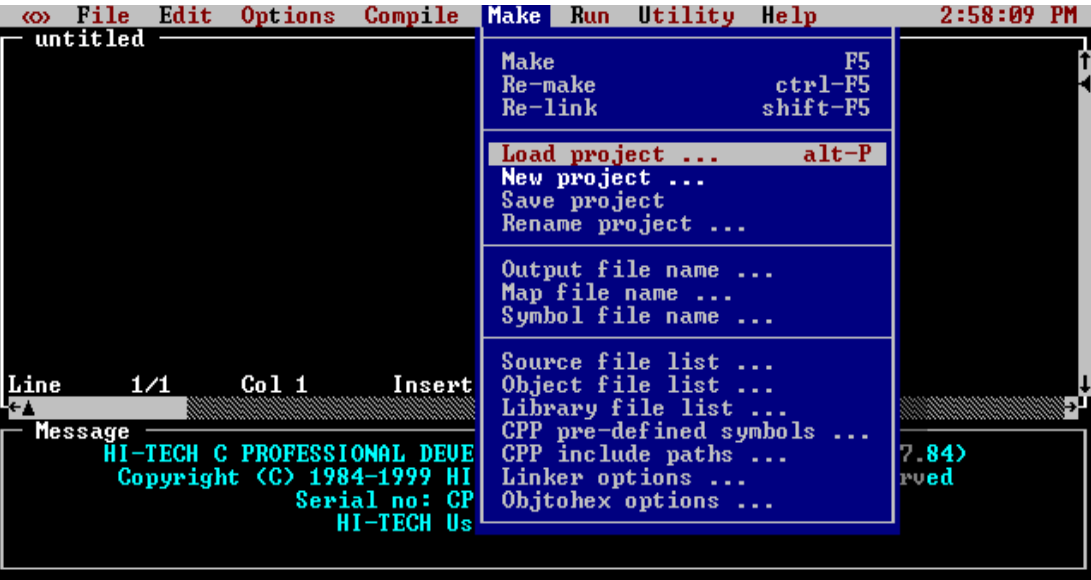 <o> File Edit Options Compile Make Run Utility Help 2:58:09 PM
untitled
Make F5
Re-make ctrl-F5
Re-link shift-F5
Load project ... alt-P
New project ...
Save project
Rename project ...
Output file name ...
Map file name ...
Symbol file name ...
Source file list ...
Object file list ...
Library file list ...
CPP pre-defined symbols ...
CPP include paths ...
Linker options ...
Objtohex options ...
Line 1/1 Col 1 Insert
Message
HI-TECH C PROFESSIONAL DEVE 7.84)
Copyright (C) 1984-1999 HI rved
Serial no: CP
HI-TECH Us